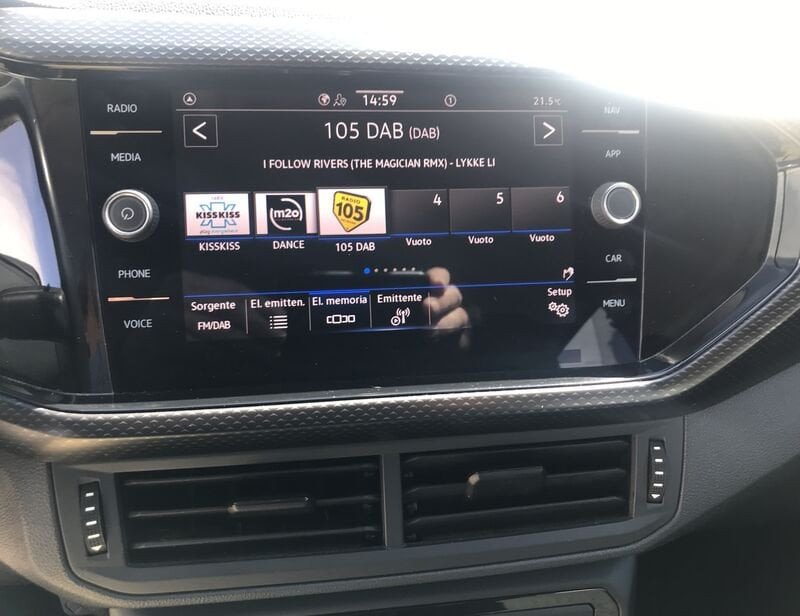 RADIO
MEDIA
PHONE
VOICE
14:59
1
21.5°C
105 DAB (DAB)
I FOLLOW RIVERS (THE MAGICIAN RMX) - LYKKE LI
KISSKISS
m2o
RADIO
105
4
5
6
KISSKISS
DANCE
105 DAB
Vuoto
Vuoto
Vuoto
Sorgente
FM/DAB
El. emitten.
El. memoria
Emittente
Setup
NAV
APP
CAR
MENU